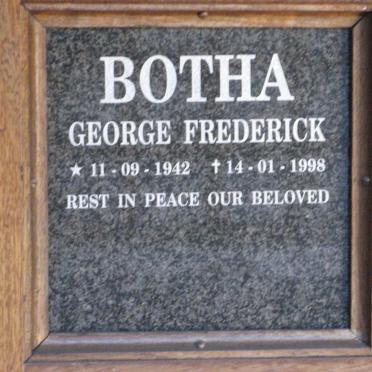 BOTHA
GEORGE FREDERICK
★ 11 - 09 - 1942 ✝ 14 - 01 - 1998
REST IN PEACE OUR BELOVED